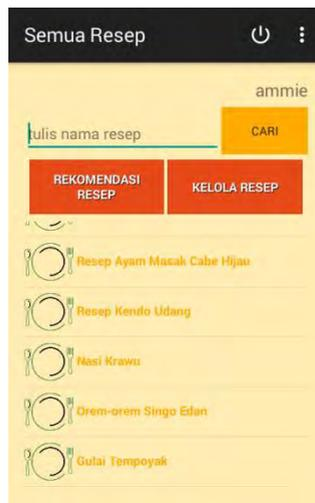 Semua Resep
ammie
tulis nama resep
CARI
REKOMENDASI
RESEP
KELOLA RESEP
Resep Ayam Masak Cabe Hijau
Resep Kendo Udang
Nasi Krawu
Orem-orem Singo Edan
Gulai Tempoyak